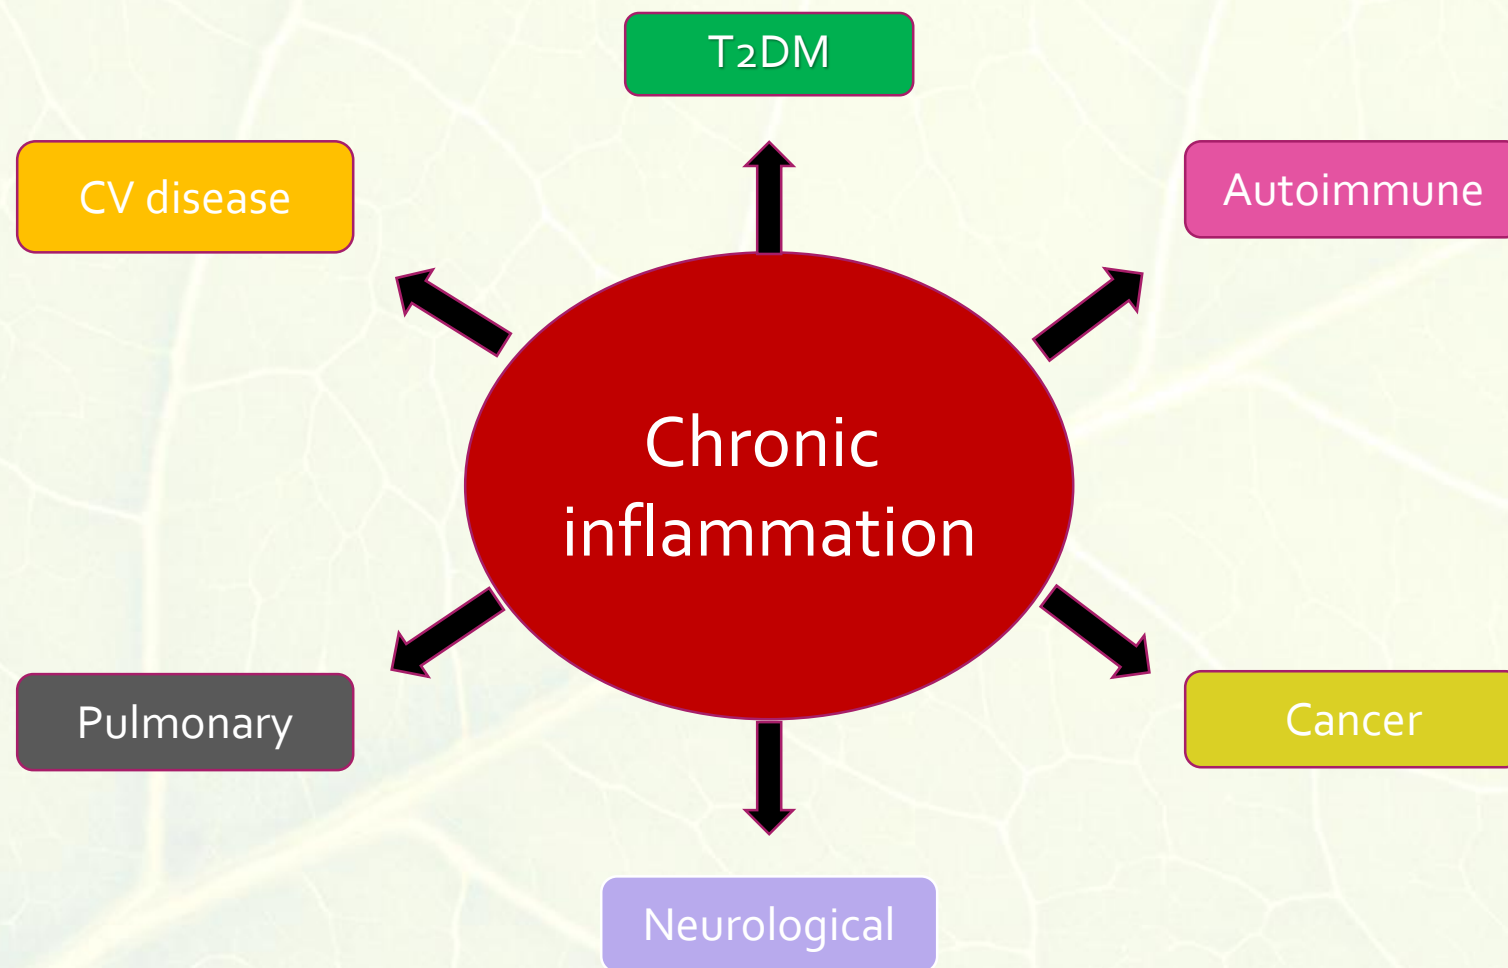 T2DM
CV disease
Autoimmune
Chronic
inflammation
Pulmonary
Cancer
Neurological